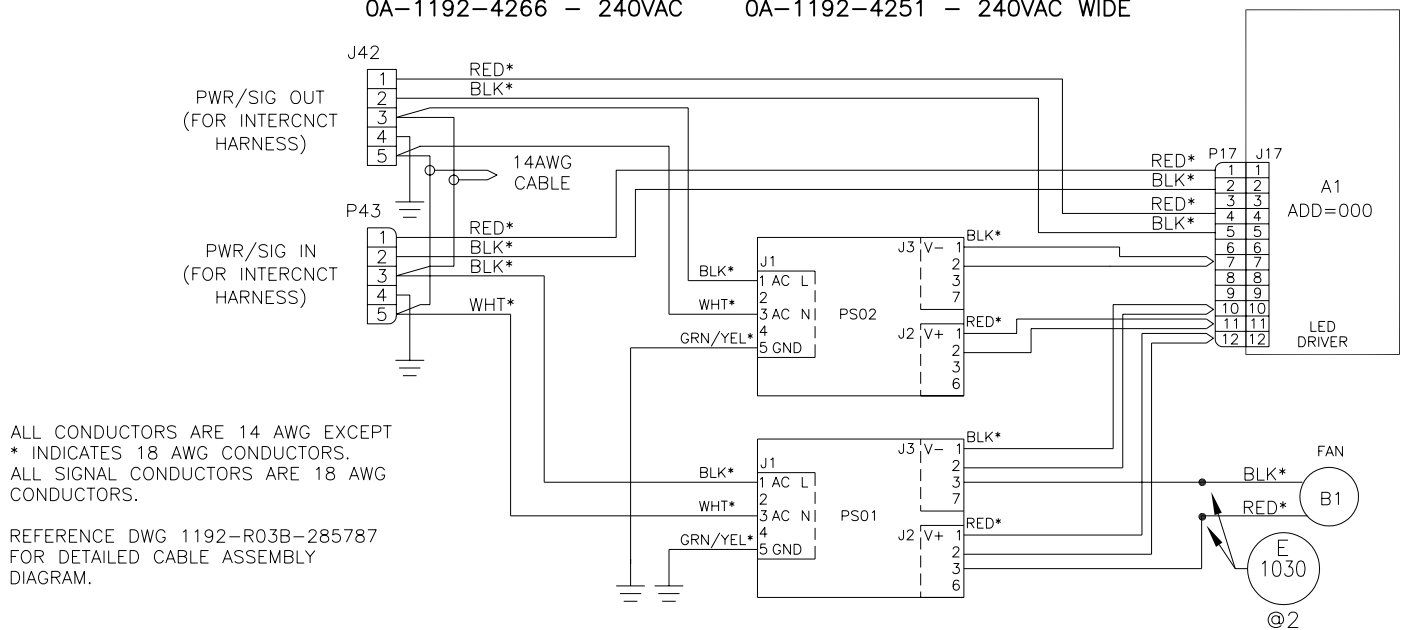 0A-1192-4266 - 240VAC 0A-1192-4251 - 240VAC WIDE
J42
1
2
3
4
5
PWR/SIG OUT
(FOR INTERCNCT
HARNESS)
RED*
BLK*
14AWG
CABLE
P43
1
2
3
4
5
PWR/SIG IN
(FOR INTERCNCT
HARNESS)
RED*
BLK*
BLK*
WHT*
RED*
BLK*
RED*
BLK*
P17 J17
1 1
2 2
3 3
4 4
5 5
6 6
7 7
8 8
9 9
10 10
11 11
12 12
A1
ADD=000
LED
DRIVER
BLK*
WHT*
GRN/YEL*
J1
1 AC L
2
3 AC N
4
5 GND
PS02
J3 V- 1
2
3
7
J2 V+ 1
2
3
6
BLK*
RED*
ALL CONDUCTORS ARE 14 AWG EXCEPT
* INDICATES 18 AWG CONDUCTORS.
ALL SIGNAL CONDUCTORS ARE 18 AWG
CONDUCTORS.
REFERENCE DWG 1192-R03B-285787
FOR DETAILED CABLE ASSEMBLY
DIAGRAM.
BLK*
WHT*
GRN/YEL*
J1
1 AC L
2
3 AC N
4
5 GND
PS01
J3 V- 1
2
3
7
J2 V+ 1
2
3
6
BLK*
RED*
FAN
BLK*
RED*
B1
E
1030
@2